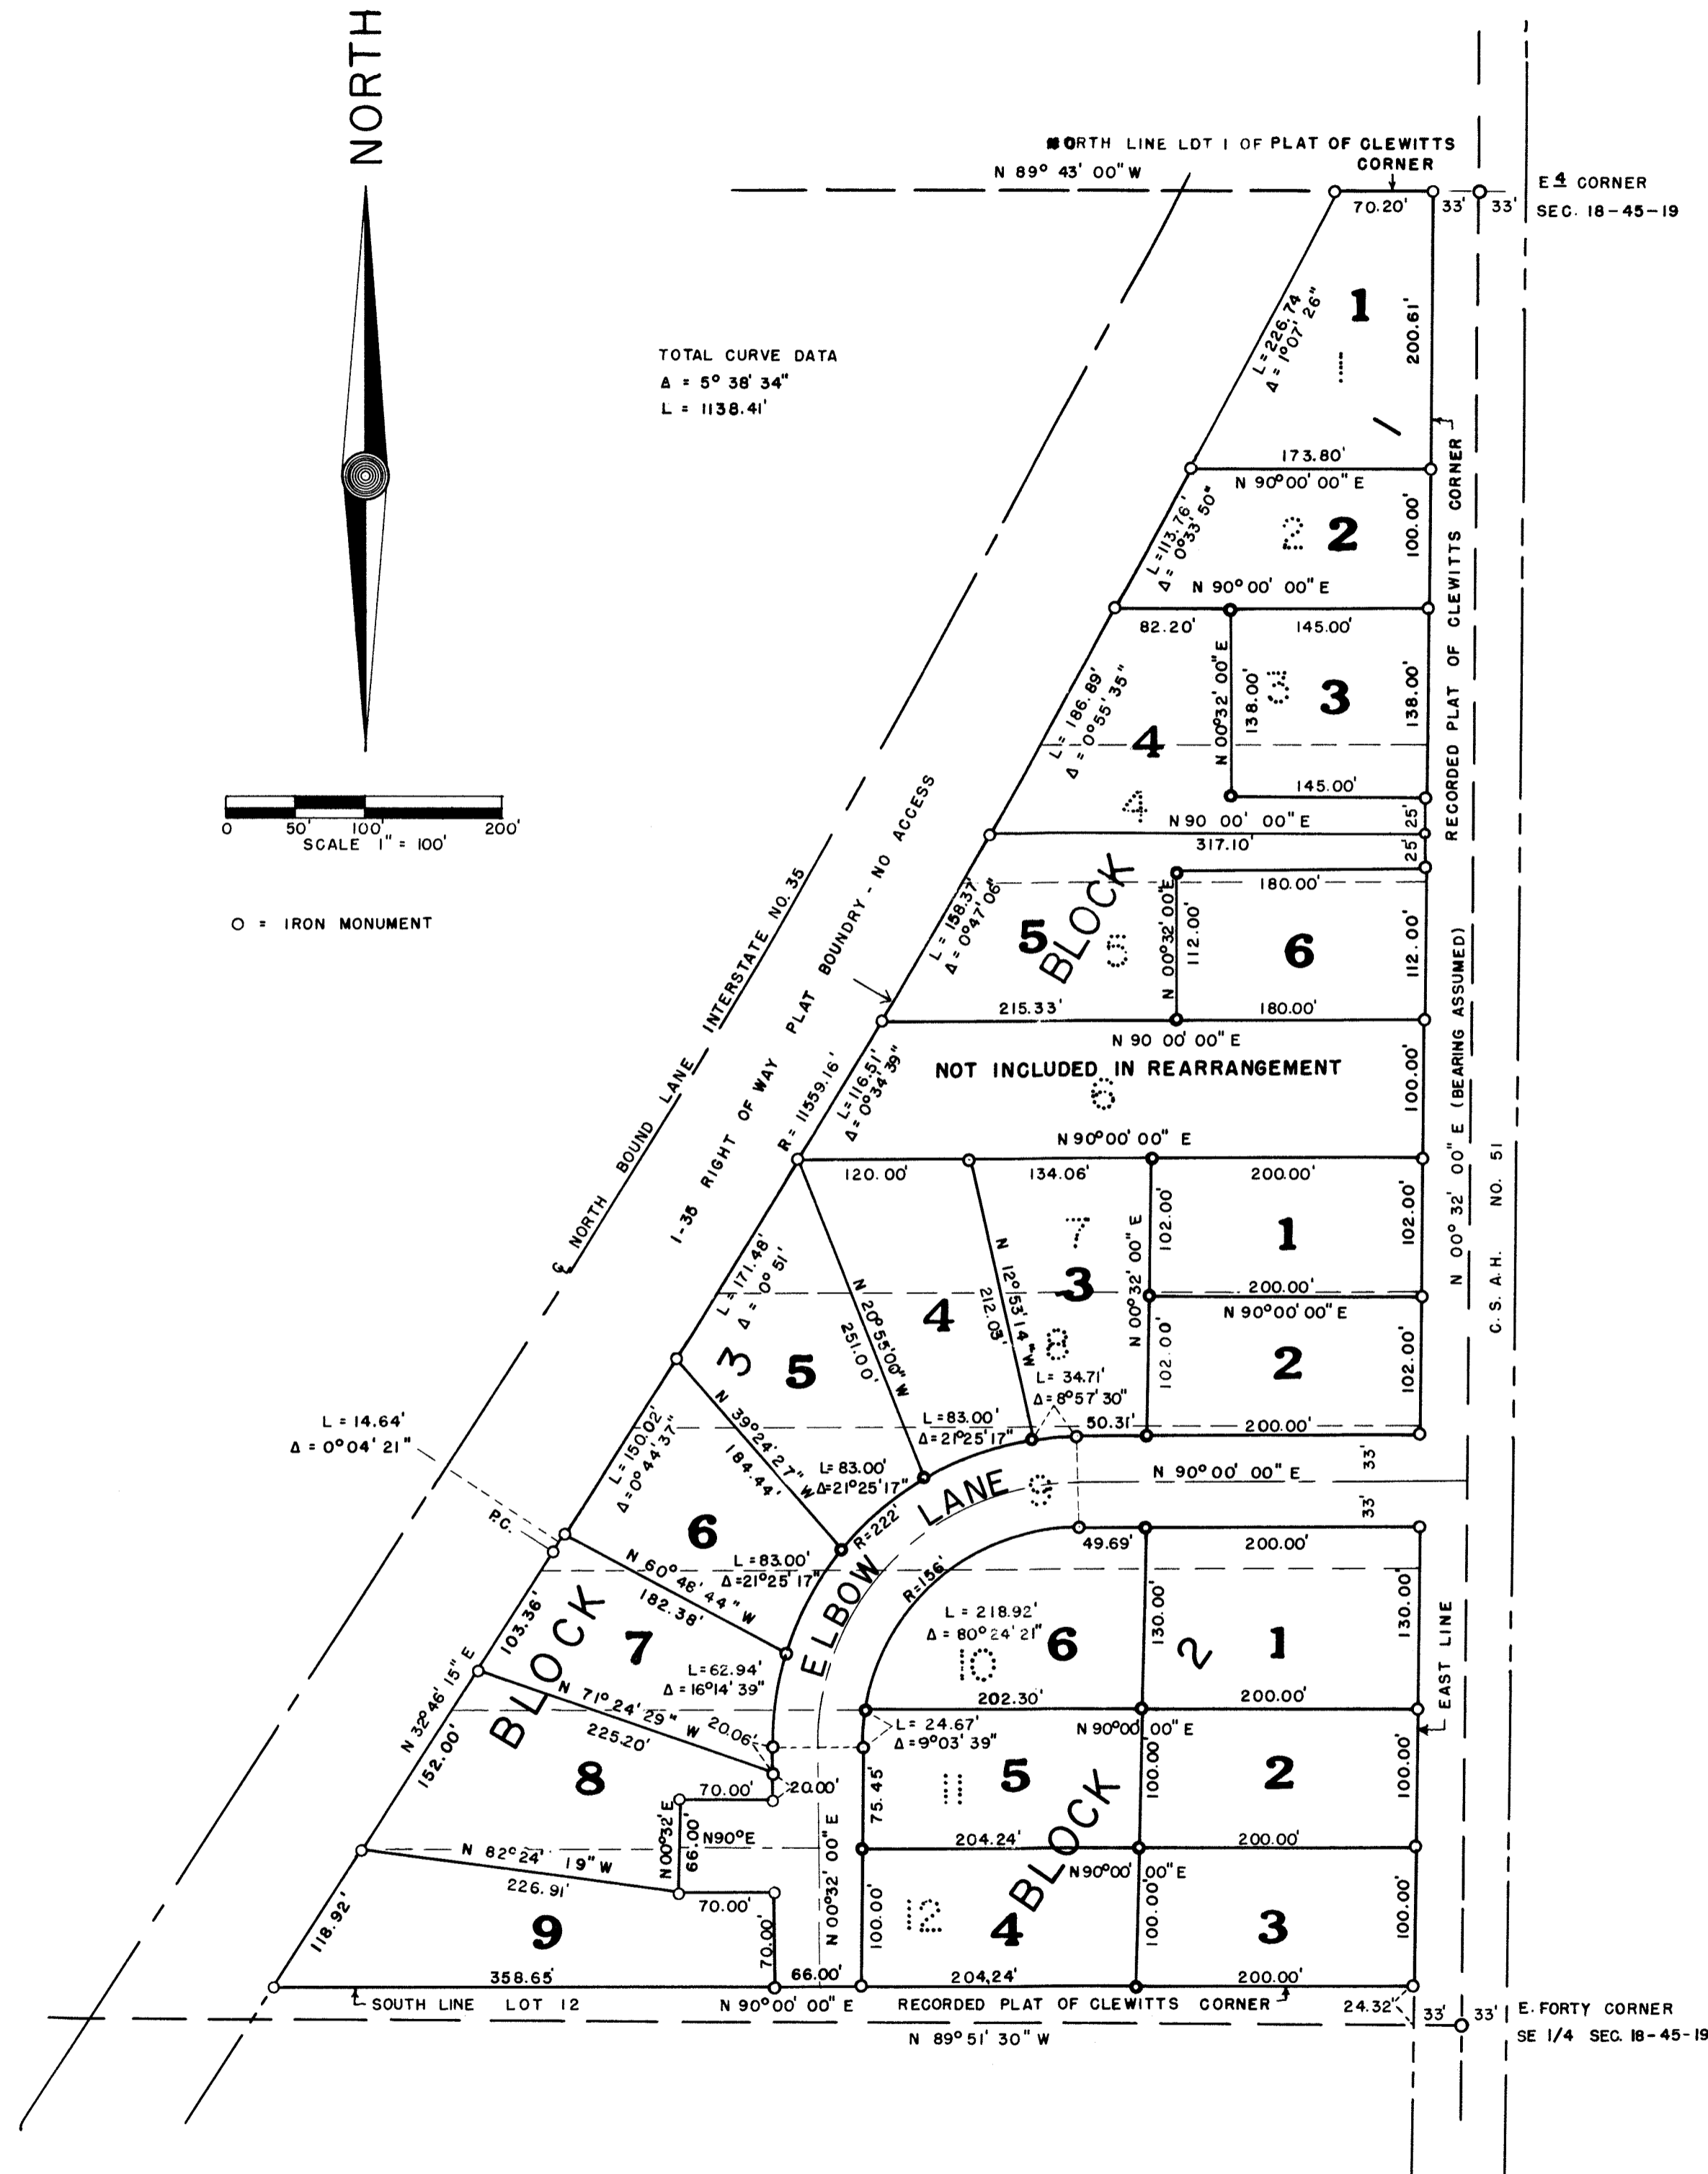 NORTH
NORTH LINE LOT 1 OF PLAT OF CLEWITTS
CORNER
N 89° 43' 00" W
70.20'
33'
33'
E 4 CORNER
SEC. 18-45-19
TOTAL CURVE DATA
Δ = 5° 38' 34"
L = 1138.41'
L = 226.74
Δ = 1° 07' 26"
1
1
200.61'
1
173.80'
N 90°00' 00" E
L = 113.76'
Δ = 0°33' 50"
2
2
100.00'
N 90° 00' 00" E
82.20'
145.00'
L = 186.89'
Δ = 0°55' 35"
N 00°32' 00" E
138.00'
3
3
138.00'
4
4
145.00'
N 90 00' 00" E
25'
317.10'
25'
RECORDED PLAT OF CLEWITTS CORNER
0 50' 100' 200'
SCALE 1" = 100'
O = IRON MONUMENT
BLOCK
L = 158.37'
Δ = 0°47' 06"
5
5
180.00'
N 00°32' 00" E
112.00'
6
112.00'
215.33'
180.00'
N 90 00' 00" E
NOT INCLUDED IN REARRANGEMENT
6
100.00'
¢ NORTH BOUND LANE INTERSTATE NO. 35
I-35 RIGHT OF WAY PLAT BOUNDRY - NO ACCESS
R = 11559.16'
L = 116.51'
Δ = 0°34' 39"
N 00° 32' 00" E (BEARING ASSUMED)
C. S. A. H. NO. 51
N 90°00' 00" E
120.00'
134.06'
200.00'
102.00'
1
102.00'
200.00'
N 90°00' 00" E
N 00°32' 00" E
102.00'
2
102.00'
200.00'
7
3
8
N 12°53' 14" W
212.03'
4
N 20°55'00" W
251.00'
L = 171.48'
Δ = 0° 51'
3
5
L = 34.71'
Δ = 8°57' 30"
50.31'
L = 83.00'
Δ = 21°25' 17"
L = 83.00'
Δ = 21°25' 17"
N 39°24' 27" W
184.44'
L = 14.64'
Δ = 0°04' 21"
L = 150.02'
Δ = 0°44' 37"
P.C.
6
L = 83.00'
Δ = 21°25' 17"
R = 222'
ELBOW LANE
9
33'
N 90° 00' 00" E
33'
49.69'
200.00'
R = 156'
L = 218.92'
Δ = 80°24' 21"
6
10
130.00'
2
1
130.00'
EAST LINE
N 60°48' 44" W
182.38'
BLOCK
103.36'
7
L = 62.94'
Δ = 16°14' 39"
N 32°46' 15" E
N 71°24' 29" W
225.20'
20.06'
152.00'
8
202.30'
200.00'
L = 24.67'
Δ = 9°03' 39"
N 90°00' 00" E
20.00'
70.00'
75.45'
11
5
100.00'
2
100.00'
N 00°32' E
66.00'
N90°E
N 00°32' 00" E
204.24'
200.00'
N 90°00' 00" E
BLOCK
N 82°24' 19" W
226.91'
70.00'
118.92'
9
70.00'
100.00'
12
4
100.00'
3
100.00'
358.65'
66.00'
204.24'
200.00'
SOUTH LINE LOT 12
N 90°00' 00" E
RECORDED PLAT OF CLEWITTS CORNER
24.32'
33'
33'
E. FORTY CORNER
SE 1/4 SEC. 18-45-19
N 89° 51' 30" W